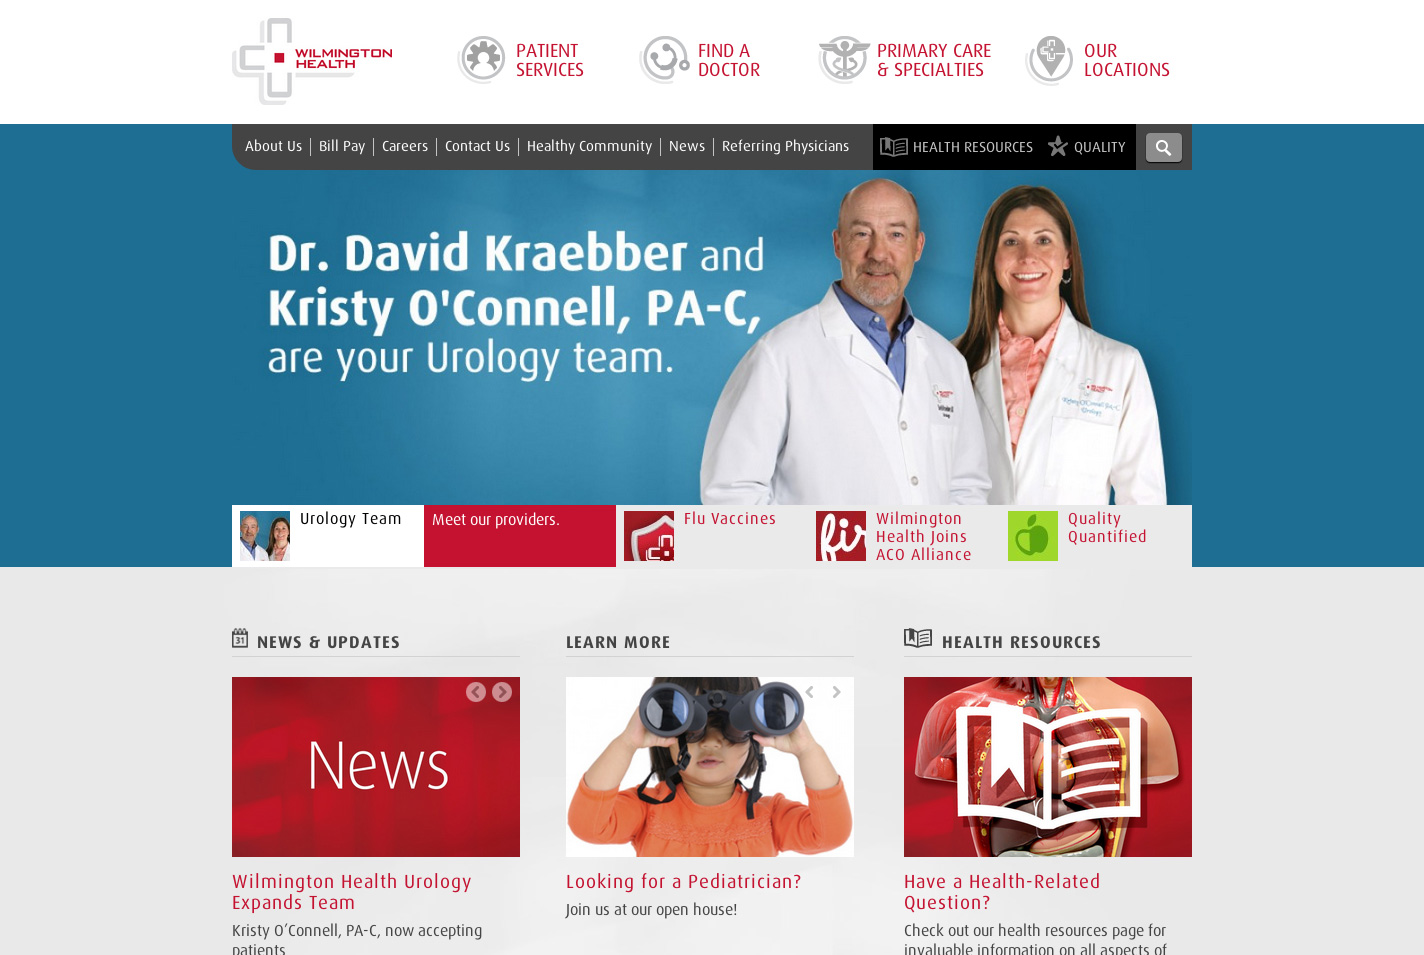 WILMINGTON
HEALTH
PATIENT
SERVICES
FIND A
DOCTOR
PRIMARY CARE
& SPECIALTIES
OUR
LOCATIONS
About Us
Bill Pay
Careers
Contact Us
Healthy Community
News
Referring Physicians
HEALTH RESOURCES
QUALITY
Dr. David Kraebber and
Kristy O'Connell, PA-C,
are your Urology team.
Urology Team
Meet our providers.
Flu Vaccines
Wilmington
Health Joins
ACO Alliance
Quality
Quantified
31
NEWS & UPDATES
LEARN MORE
HEALTH RESOURCES
News
Wilmington Health Urology
Expands Team
Kristy O’Connell, PA-C, now accepting
patients
Looking for a Pediatrician?
Join us at our open house!
Have a Health-Related
Question?
Check out our health resources page for
invaluable information on all aspects of